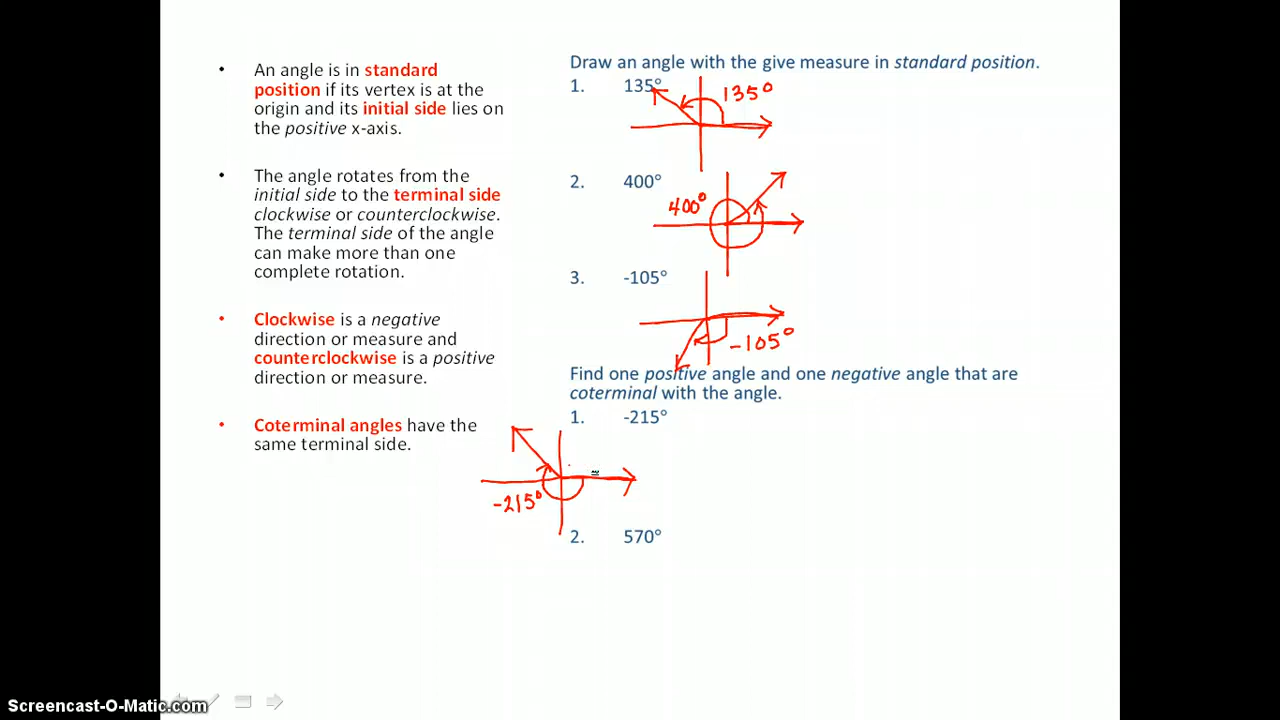 • An angle is in standard
position if its vertex is at the
origin and its initial side lies on
the positive x-axis.
• The angle rotates from the
initial side to the terminal side
clockwise or counterclockwise.
The terminal side of the angle
can make more than one
complete rotation.
• Clockwise is a negative
direction or measure and
counterclockwise is a positive
direction or measure.
• Coterminal angles have the
same terminal side.
Draw an angle with the give measure in standard position.
1. 135°
135°
2. 400°
400°
3. -105°
-105°
Find one positive angle and one negative angle that are
coterminal with the angle.
1. -215°
-215°
2. 570°
Screencast-O-Matic.com